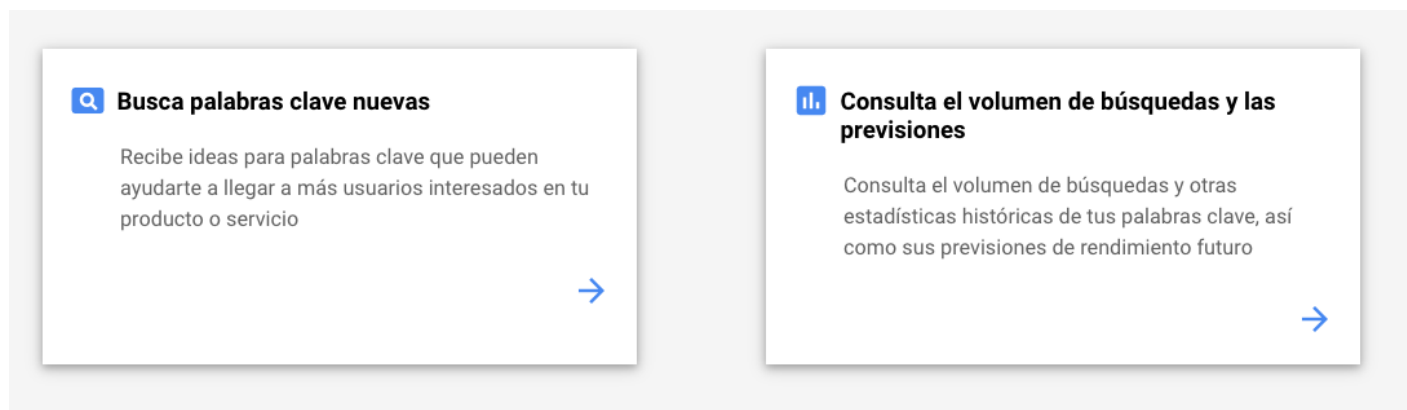 Busca palabras clave nuevas
Recibe ideas para palabras clave que pueden
ayudarte a llegar a más usuarios interesados en tu
producto o servicio
Consulta el volumen de búsquedas y las
previsiones
Consulta el volumen de búsquedas y otras
estadísticas históricas de tus palabras clave, así
como sus previsiones de rendimiento futuro